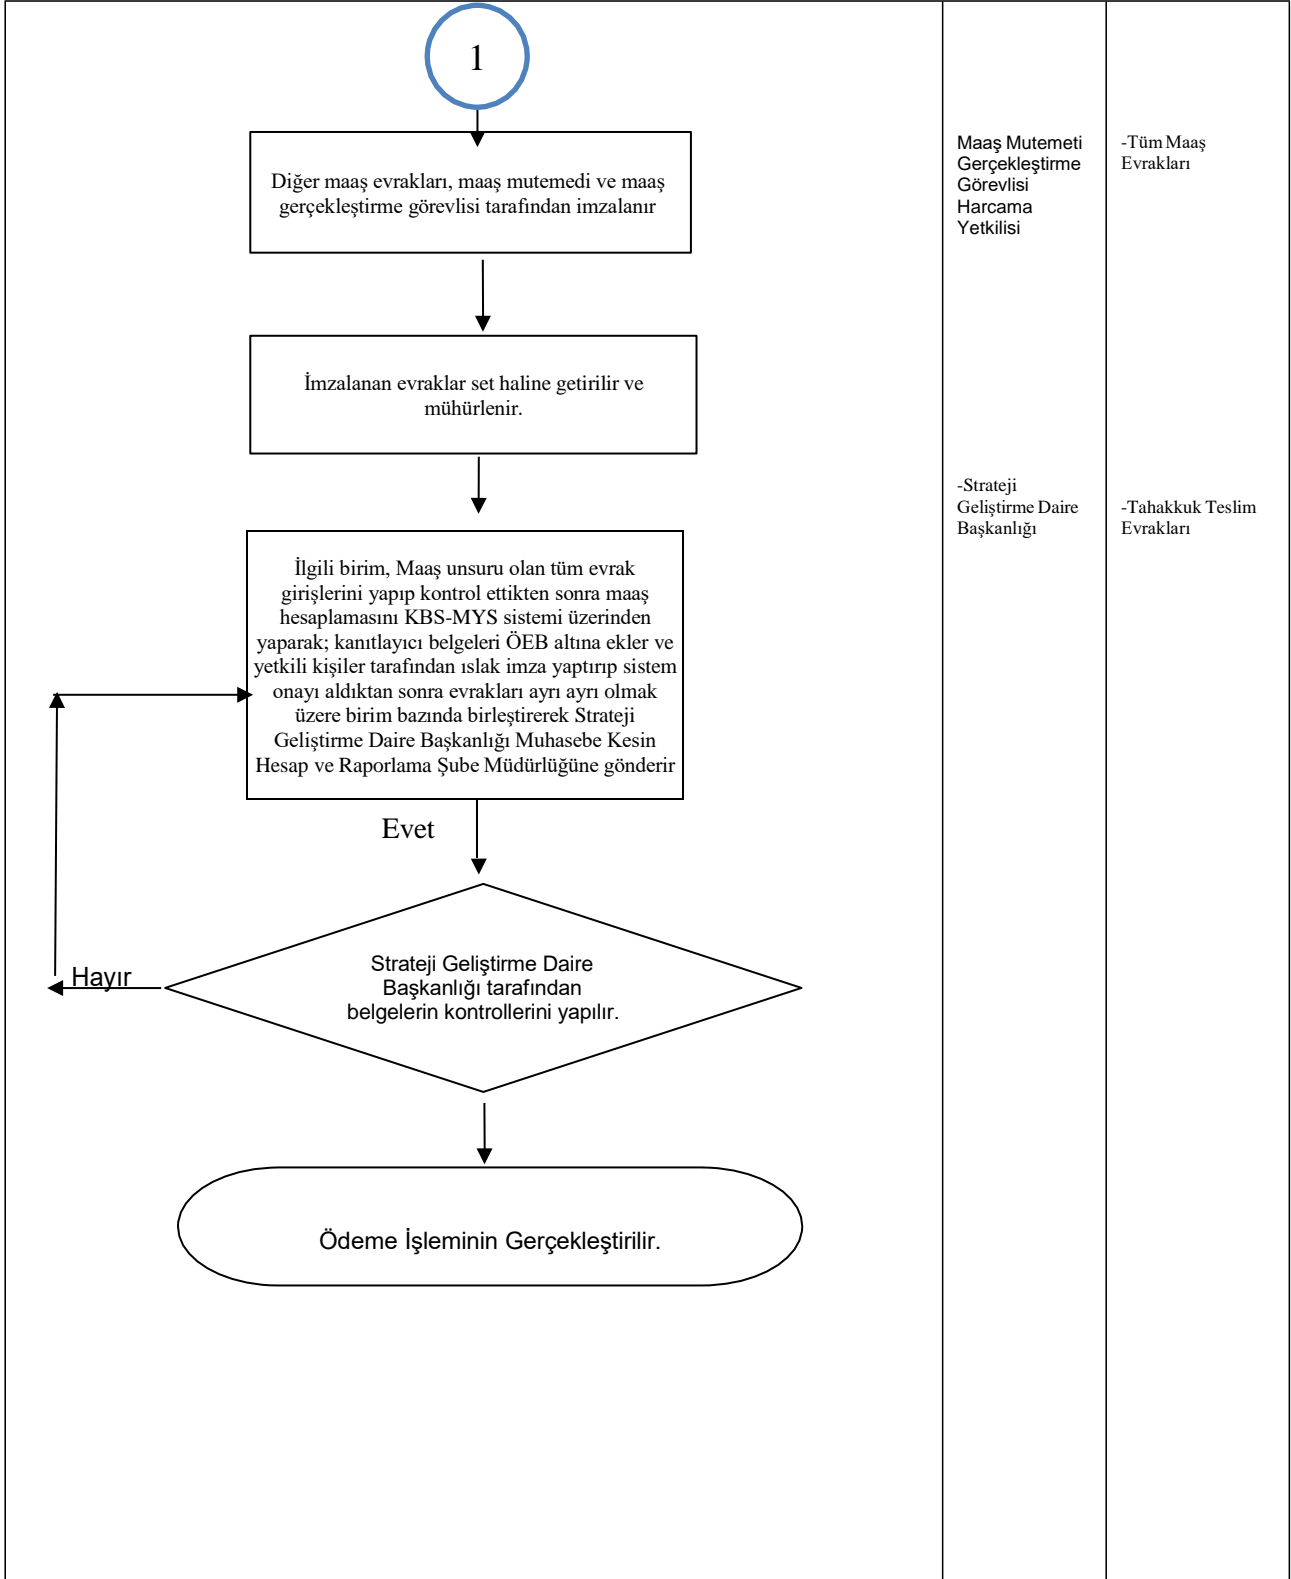 1
Diğer maaş evrakları, maaş mutemedi ve maaş
gerçekleştirme görevlisi tarafından imzalanır
Maaş Mutemeti
Gerçekleştirme
Görevlisi
Harcama
Yetkilisi
-Tüm Maaş
Evrakları
İmzalanan evraklar set haline getirilir ve
mühürlenir.
-Strateji
Geliştirme Daire
Başkanlığı
-Tahakkuk Teslim
Evrakları
İlgili birim, Maaş unsuru olan tüm evrak
girişlerini yapıp kontrol ettikten sonra maaş
hesaplamasını KBS-MYS sistemi üzerinden
yaparak; kanıtlayıcı belgeleri ÖEB altına ekler ve
yetkili kişiler tarafından ıslak imza yaptırıp sistem
onayı aldıktan sonra evrakları ayrı ayrı olmak
üzere birim bazında birleştirerek Strateji
Geliştirme Daire Başkanlığı Muhasebe Kesin
Hesap ve Raporlama Şube Müdürlüğüne gönderir
Evet
Hayır
Strateji Geliştirme Daire
Başkanlığı tarafından
belgelerin kontrollerini yapılır.
Ödeme İşleminin Gerçekleştirilir.